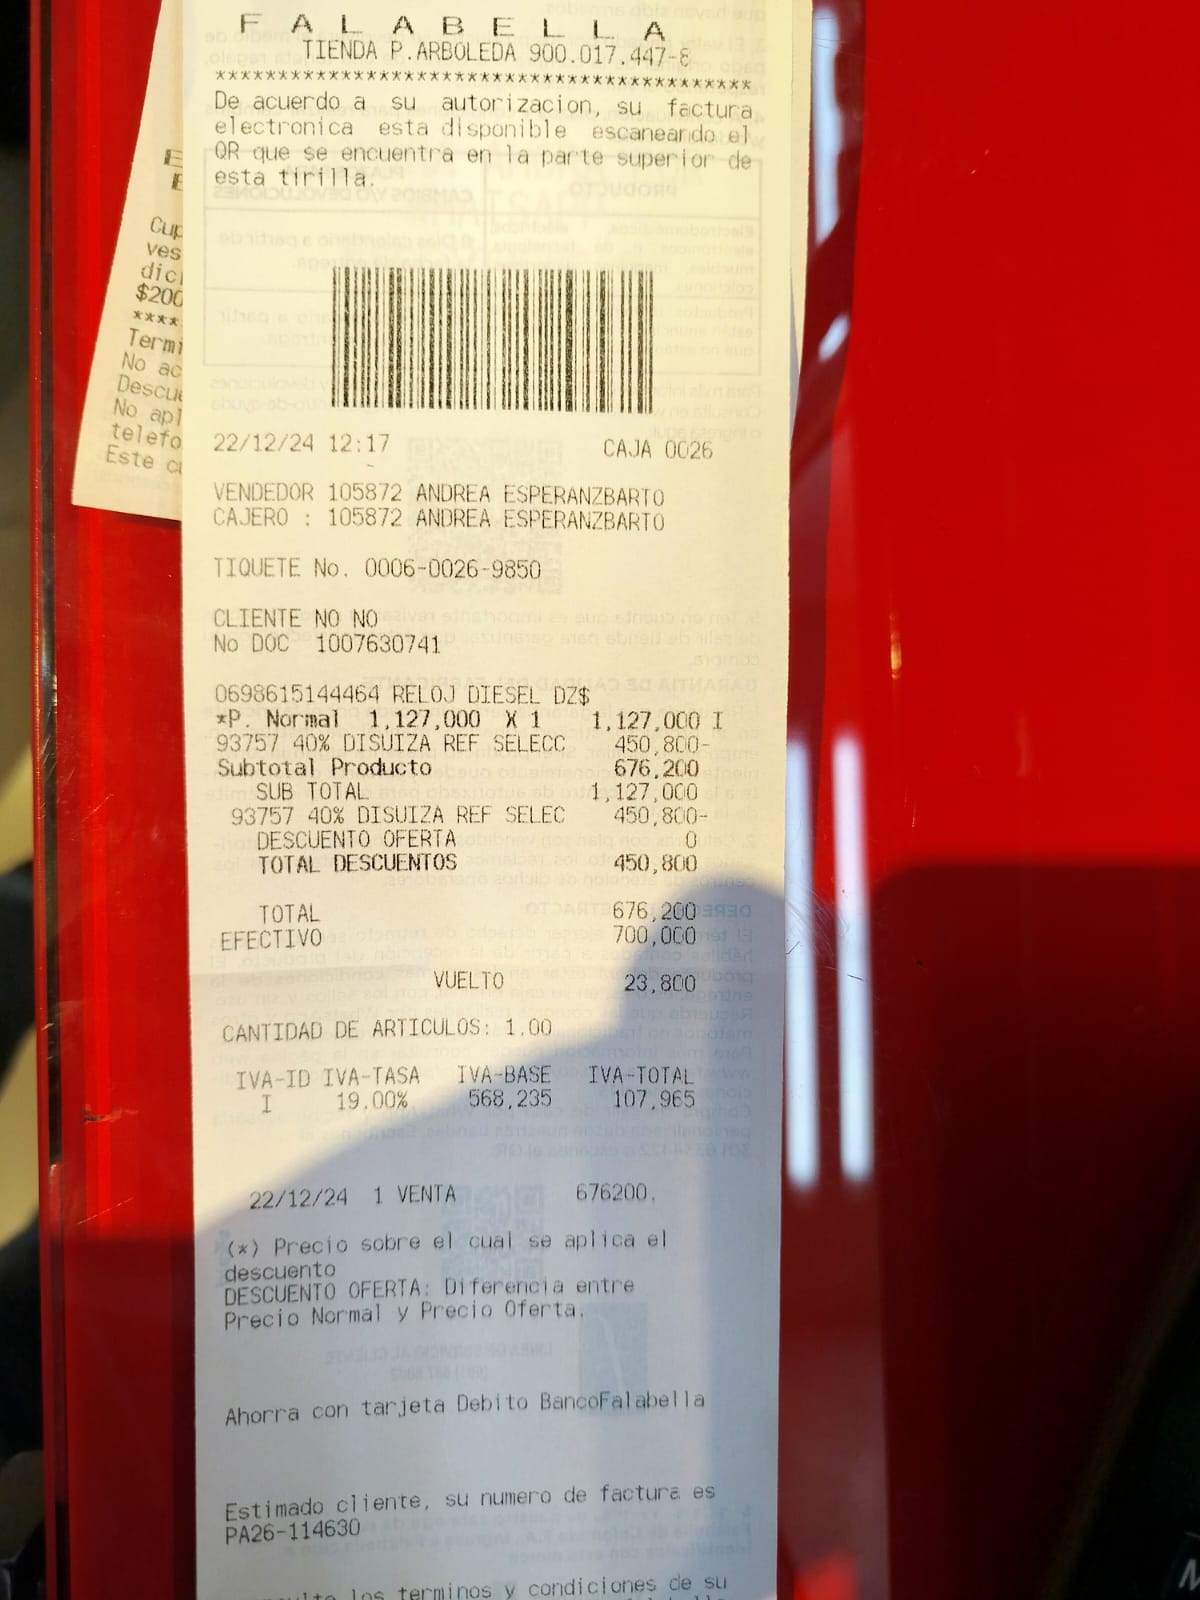 F A L A B E L L A
TIENDA P.ARBOLEDA 900.017.447-8
*******************************************
De acuerdo a su autorizacion, su factura
electronica esta disponible escaneando el
QR que se encuentra en la parte superior de
esta tirilla.
22/12/24 12:17 CAJA 0026
VENDEDOR 105872 ANDREA ESPERANZBARTO
CAJERO : 105872 ANDREA ESPERANZBARTO
TIQUETE No. 0006-0026-9850
CLIENTE NO NO
No DOC 1007630741
0698615144464 RELOJ DIESEL DZ$
*P. Normal 1,127,000 X 1 1,127,000 I
93757 40% DISUIZA REF SELECC 450,800-
Subtotal Producto 676,200
SUB TOTAL 1,127,000
93757 40% DISUIZA REF SELEC 450,800-
DESCUENTO OFERTA 0
TOTAL DESCUENTOS 450,800
TOTAL 676,200
EFECTIVO 700,000
VUELTO 23,800
CANTIDAD DE ARTICULOS: 1.00
IVA-ID IVA-TASA IVA-BASE IVA-TOTAL
I 19.00% 568,235 107,965
22/12/24 1 VENTA 676200.
(*) Precio sobre el cual se aplica el
descuento
DESCUENTO OFERTA: Diferencia entre
Precio Normal y Precio Oferta.
Ahorra con tarjeta Debito BancoFalabella
Estimado cliente, su numero de factura es
PA26-114630
los terminos y condiciones de su
$200
****
No
Este